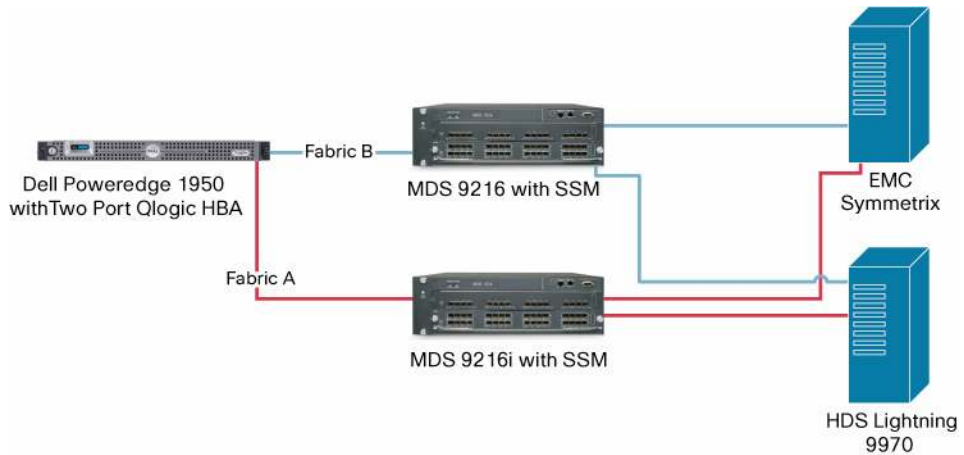 Fabric B
Dell Poweredge 1950
withTwo Port Qlogic HBA
MDS 9216 with SSM
EMC
Symmetrix
Fabric A
MDS 9216i with SSM
HDS Lightning
9970